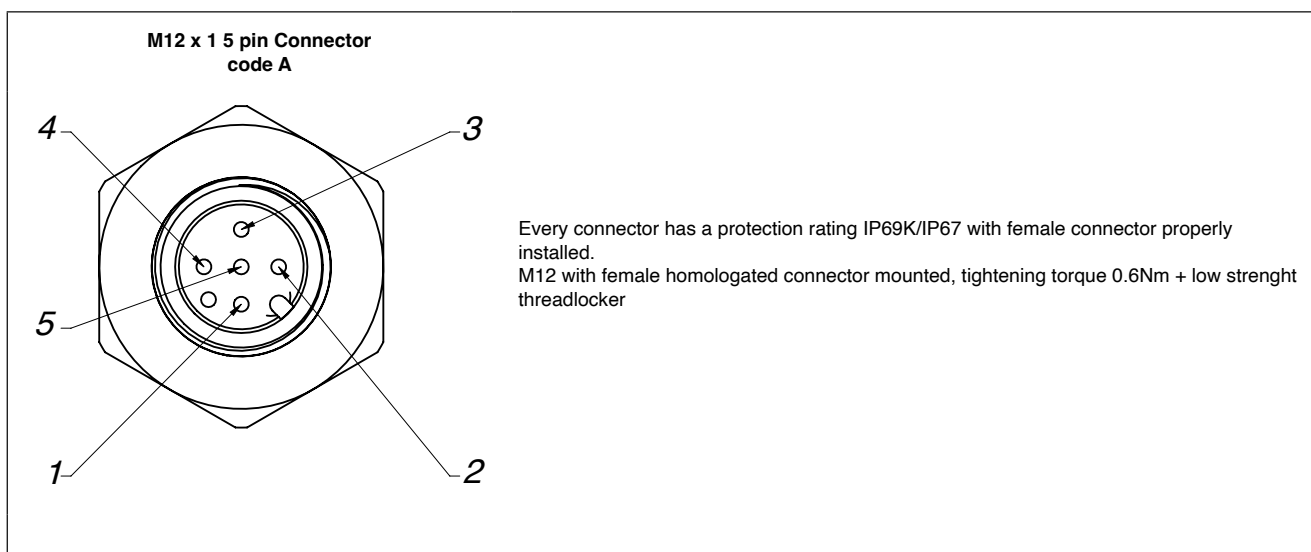 M12 x 1 5 pin Connector
code A
4
3
5
1
2
Every connector has a protection rating IP69K/IP67 with female connector properly
installed.
M12 with female homologated connector mounted, tightening torque 0.6Nm + low strenght
threadlocker